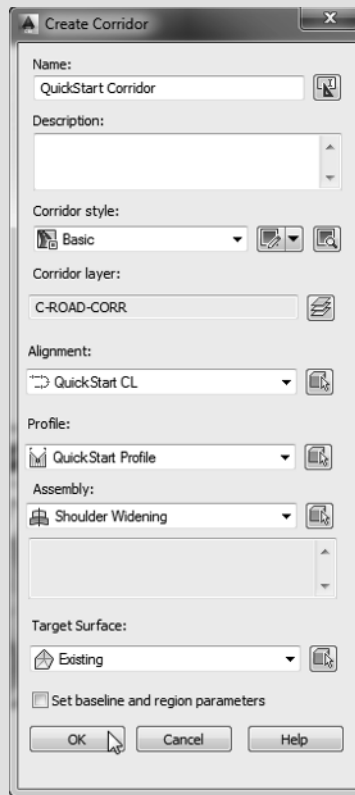 Create Corridor
Name:
QuickStart Corridor
Description:
Corridor style:
Basic
Corridor layer:
C-ROAD-CORR
Alignment:
QuickStart CL
Profile:
QuickStart Profile
Assembly:
Shoulder Widening
Target Surface:
Existing
Set baseline and region parameters
OK Cancel Help